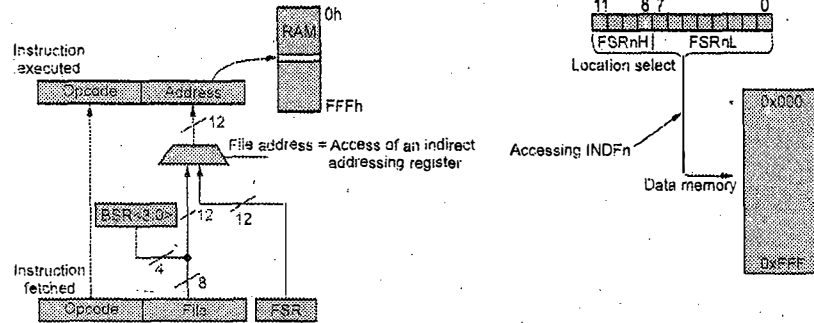 0h
RAM
FFFh
Instruction
executed
Opcode Address
12
File address = Access of an indirect
addressing register
BSR<3:0>
12
12
4
8
Instruction
fetched
Opcode File FSR
11 8 7 0
FSRnH FSRnL
Location select
Accessing INDFn
0x000
Data memory
0xFFF